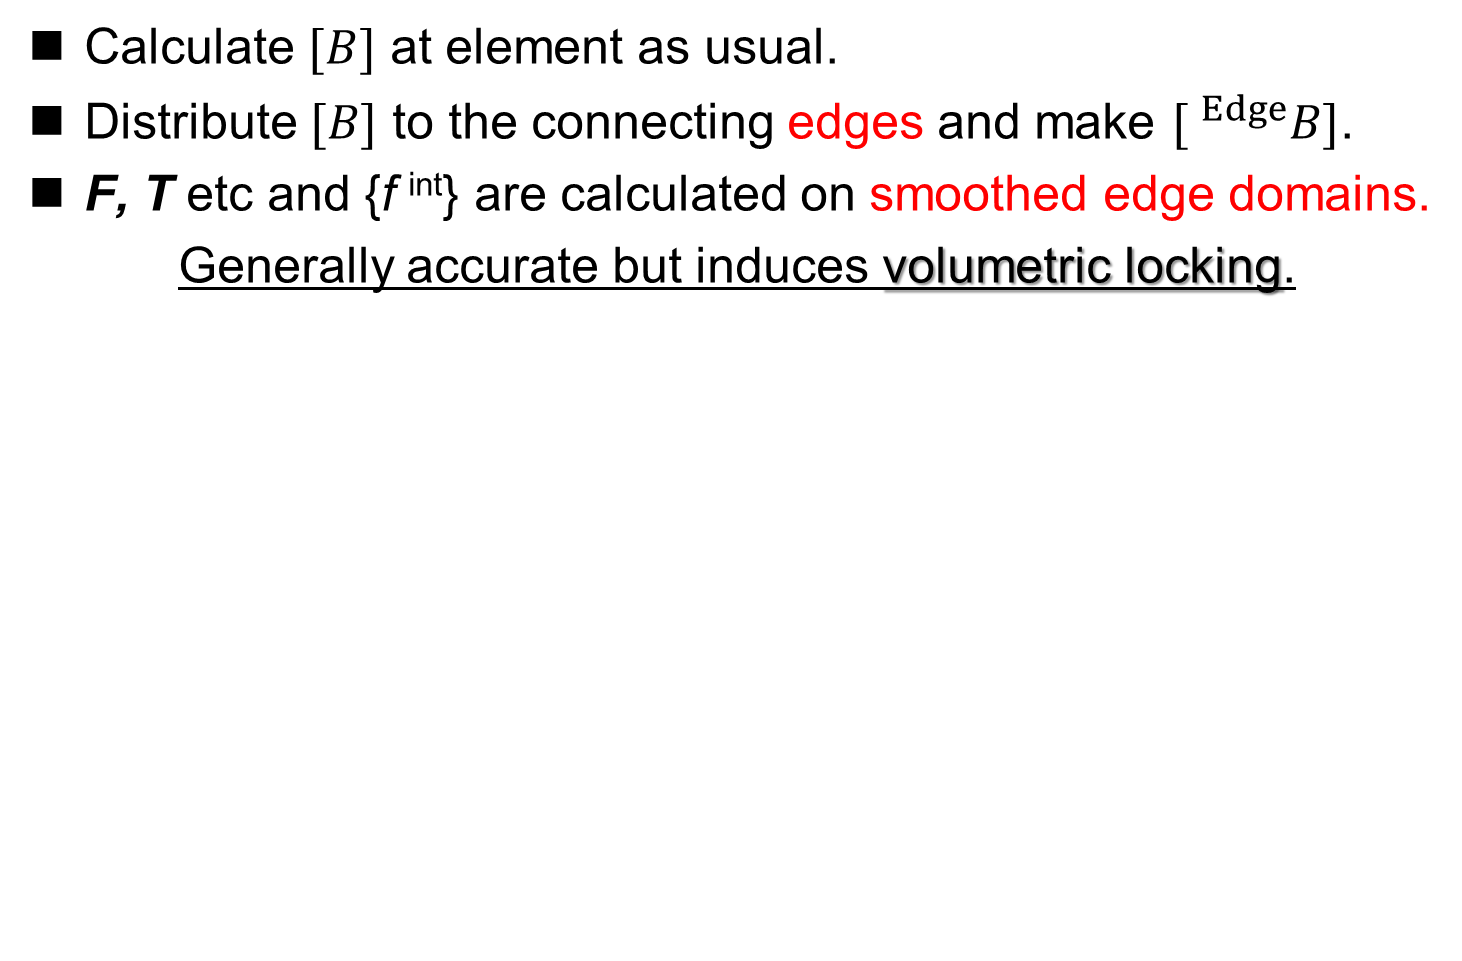 ■ Calculate [B] at element as usual.
■ Distribute [B] to the connecting edges and make [ ᴱᵈᵍᵉB].
■ F, T etc and {f ⁱⁿᵗ} are calculated on smoothed edge domains.
Generally accurate but induces volumetric locking.